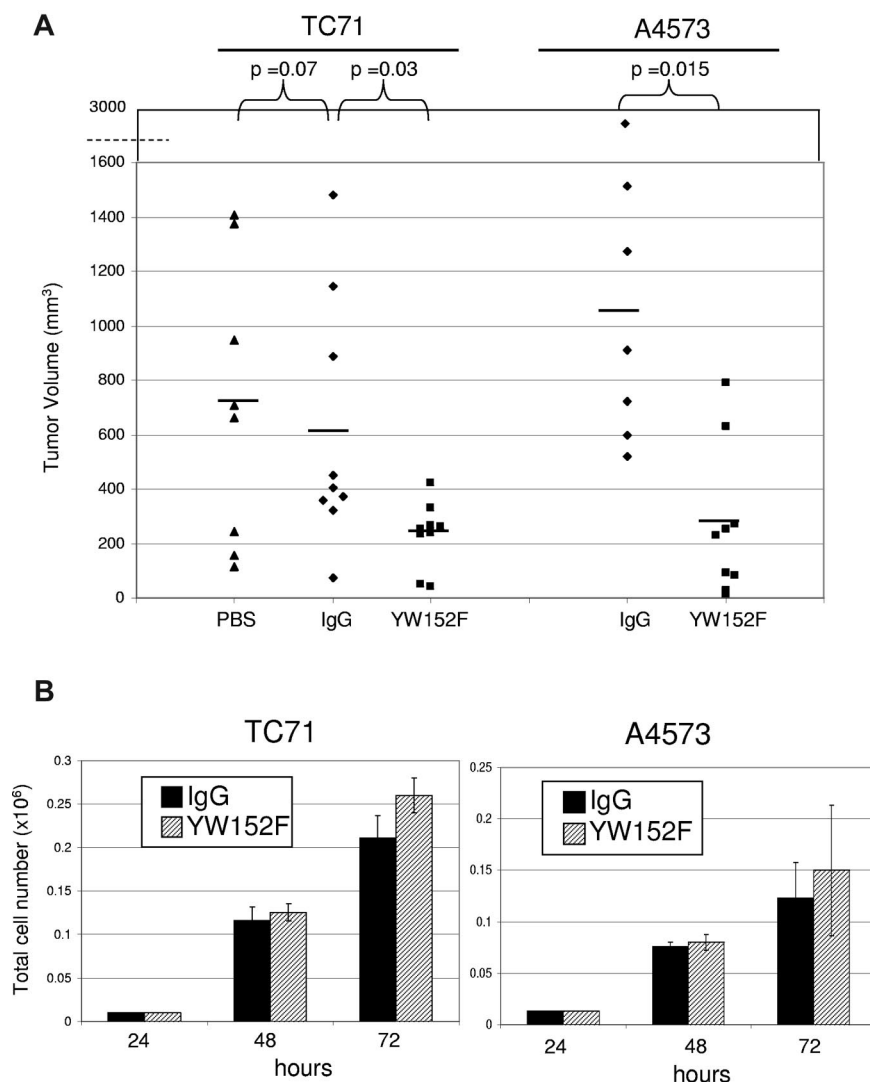 A
TC71 A4573
p =0.07 p =0.03 p =0.015
3000
1600
1400
1200
1000
800
600
400
200
0
Tumor Volume (mm³)
PBS IgG YW152F IgG YW152F
B
TC71
0.3
0.25
0.2
0.15
0.1
0.05
0
Total cell number (x10⁶)
IgG
YW152F
24 48 72
hours
A4573
0.25
0.2
0.15
0.1
0.05
0
IgG
YW152F
24 48 72
hours